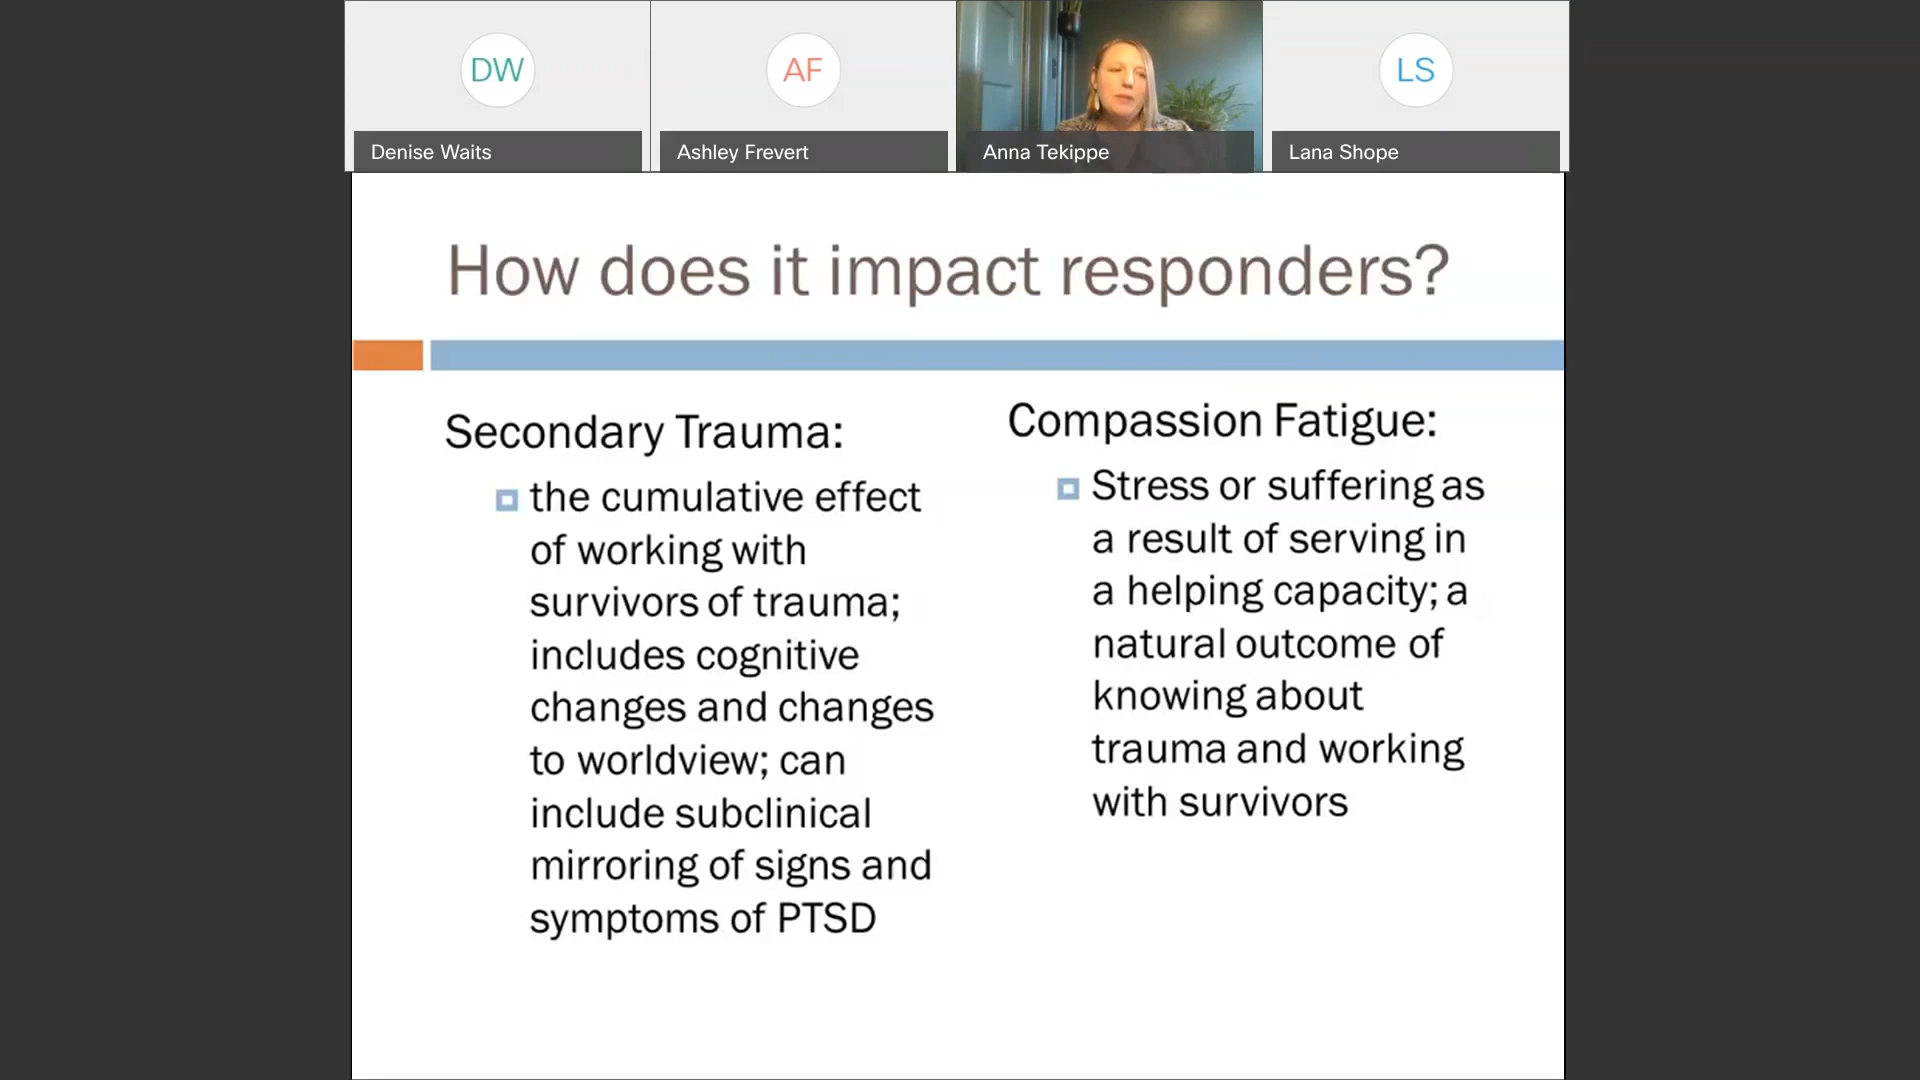 DW
AF
LS
Denise Waits
Ashley Frevert
Anna Tekippe
Lana Shope
How does it impact responders?
Secondary Trauma:
the cumulative effect
of working with
survivors of trauma;
includes cognitive
changes and changes
to worldview; can
include subclinical
mirroring of signs and
symptoms of PTSD
Compassion Fatigue:
Stress or suffering as
a result of serving in
a helping capacity; a
natural outcome of
knowing about
trauma and working
with survivors